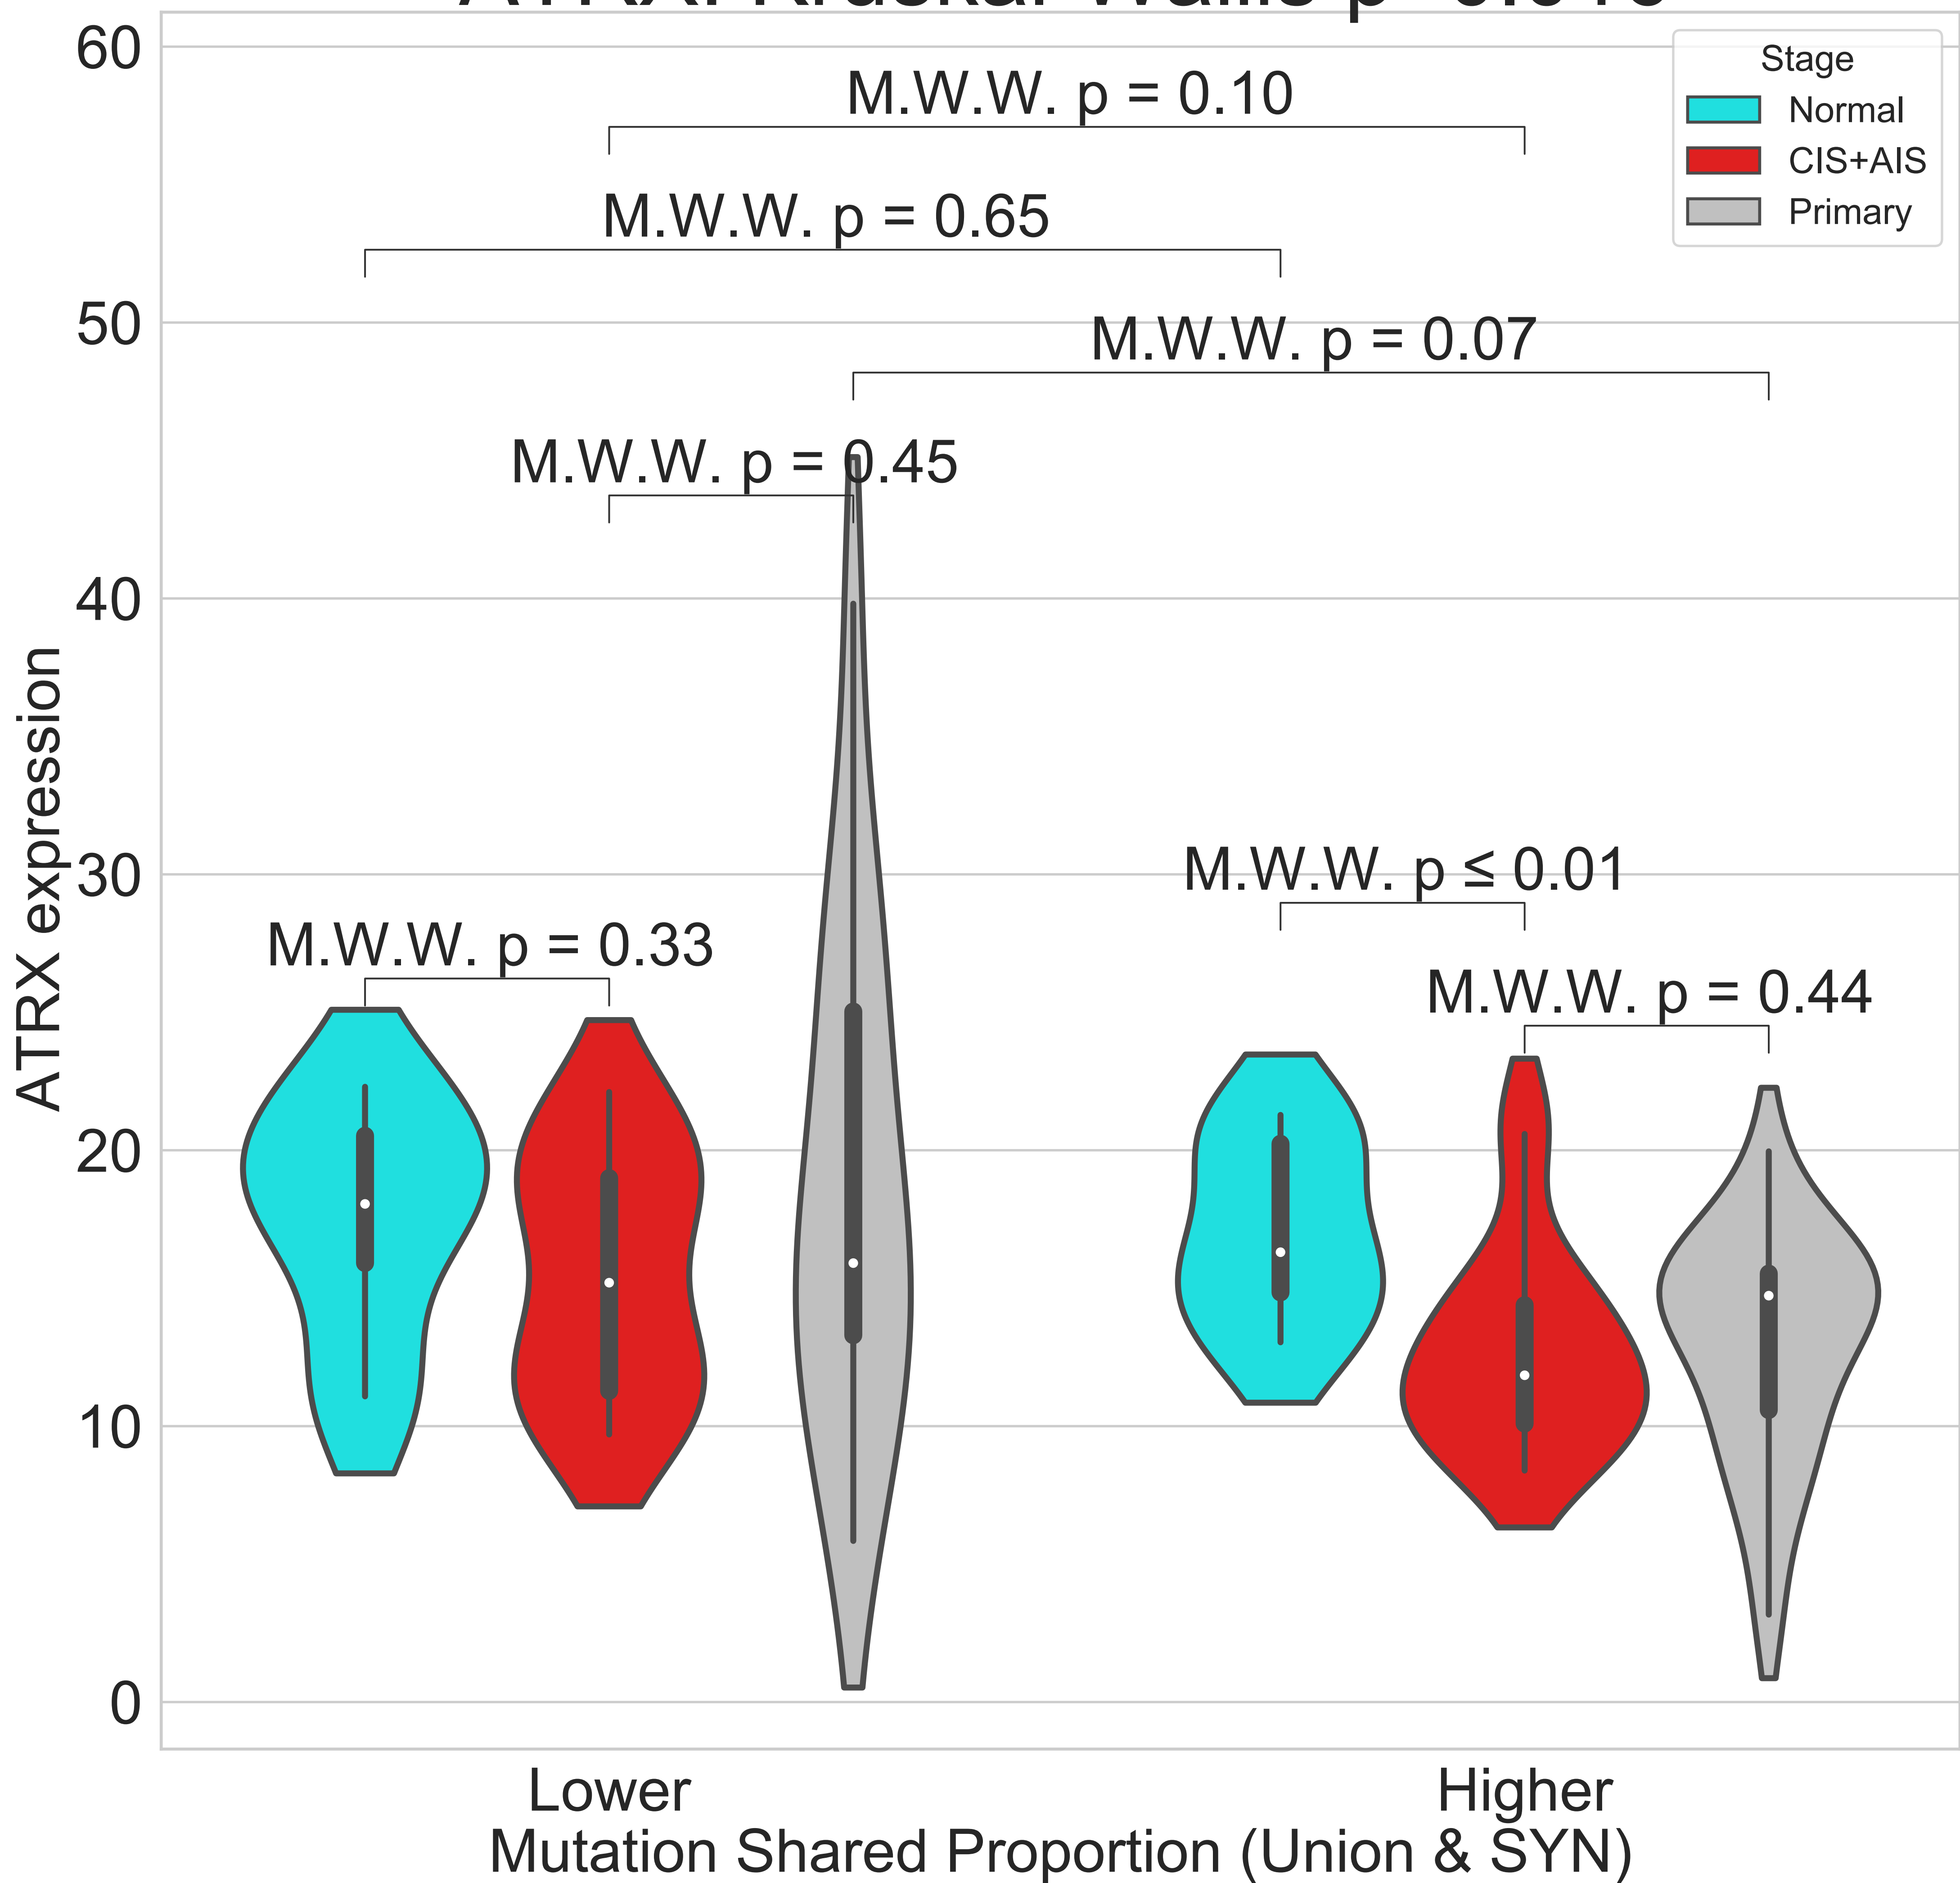 60
M.W.W. p = 0.10
M.W.W. p = 0.65
50
M.W.W. p = 0.07
M.W.W. p = 0.45
40
30
M.W.W. p ≤ 0.01
M.W.W. p = 0.33
M.W.W. p = 0.44
20
10
0
ATRX expression
Stage
Normal
CIS+AIS
Primary
Lower
Higher
Mutation Shared Proportion (Union & SYN)